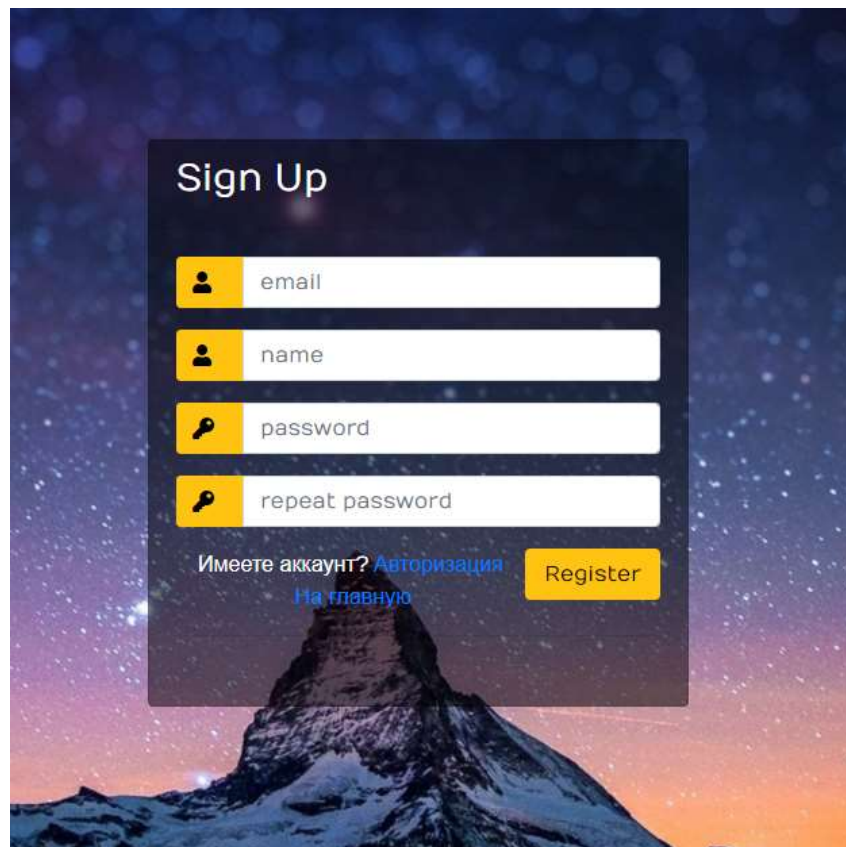 Sign Up
email
name
password
repeat password
Имеете аккаунт? Авторизация
На главную
Register